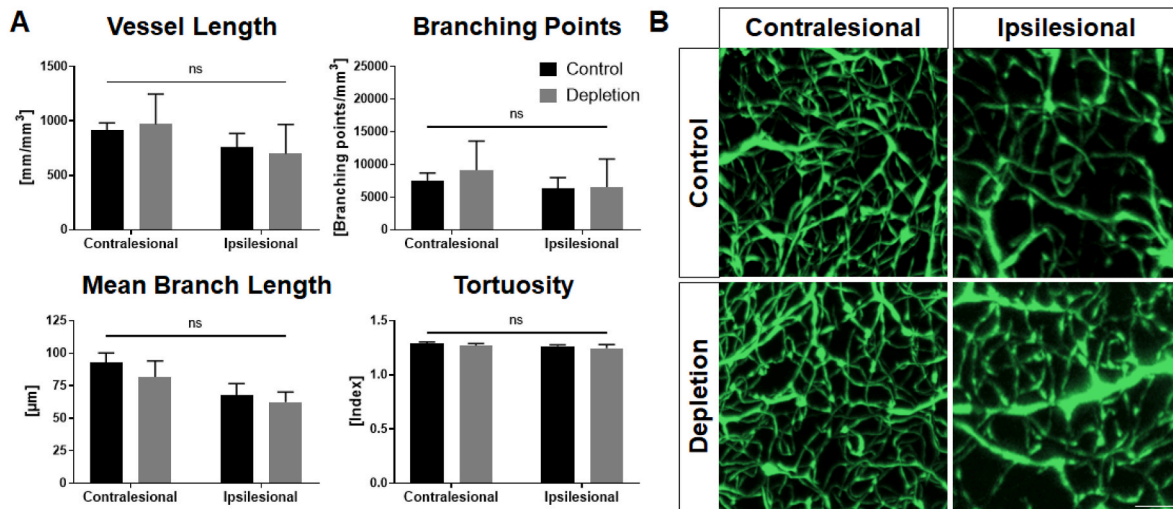 A
Vessel Length
ns
[mm/mm³]
1500
1000
500
0
Contralesional
Ipsilesional
Branching Points
Control
Depletion
ns
[Branching points/mm³]
25000
20000
15000
10000
5000
0
Contralesional
Ipsilesional
Mean Branch Length
ns
[µm]
125
100
75
50
25
0
Contralesional
Ipsilesional
Tortuosity
ns
[Index]
1.5
1.0
0.5
0.0
Contralesional
Ipsilesional
B
Contralesional
Ipsilesional
Control
Depletion